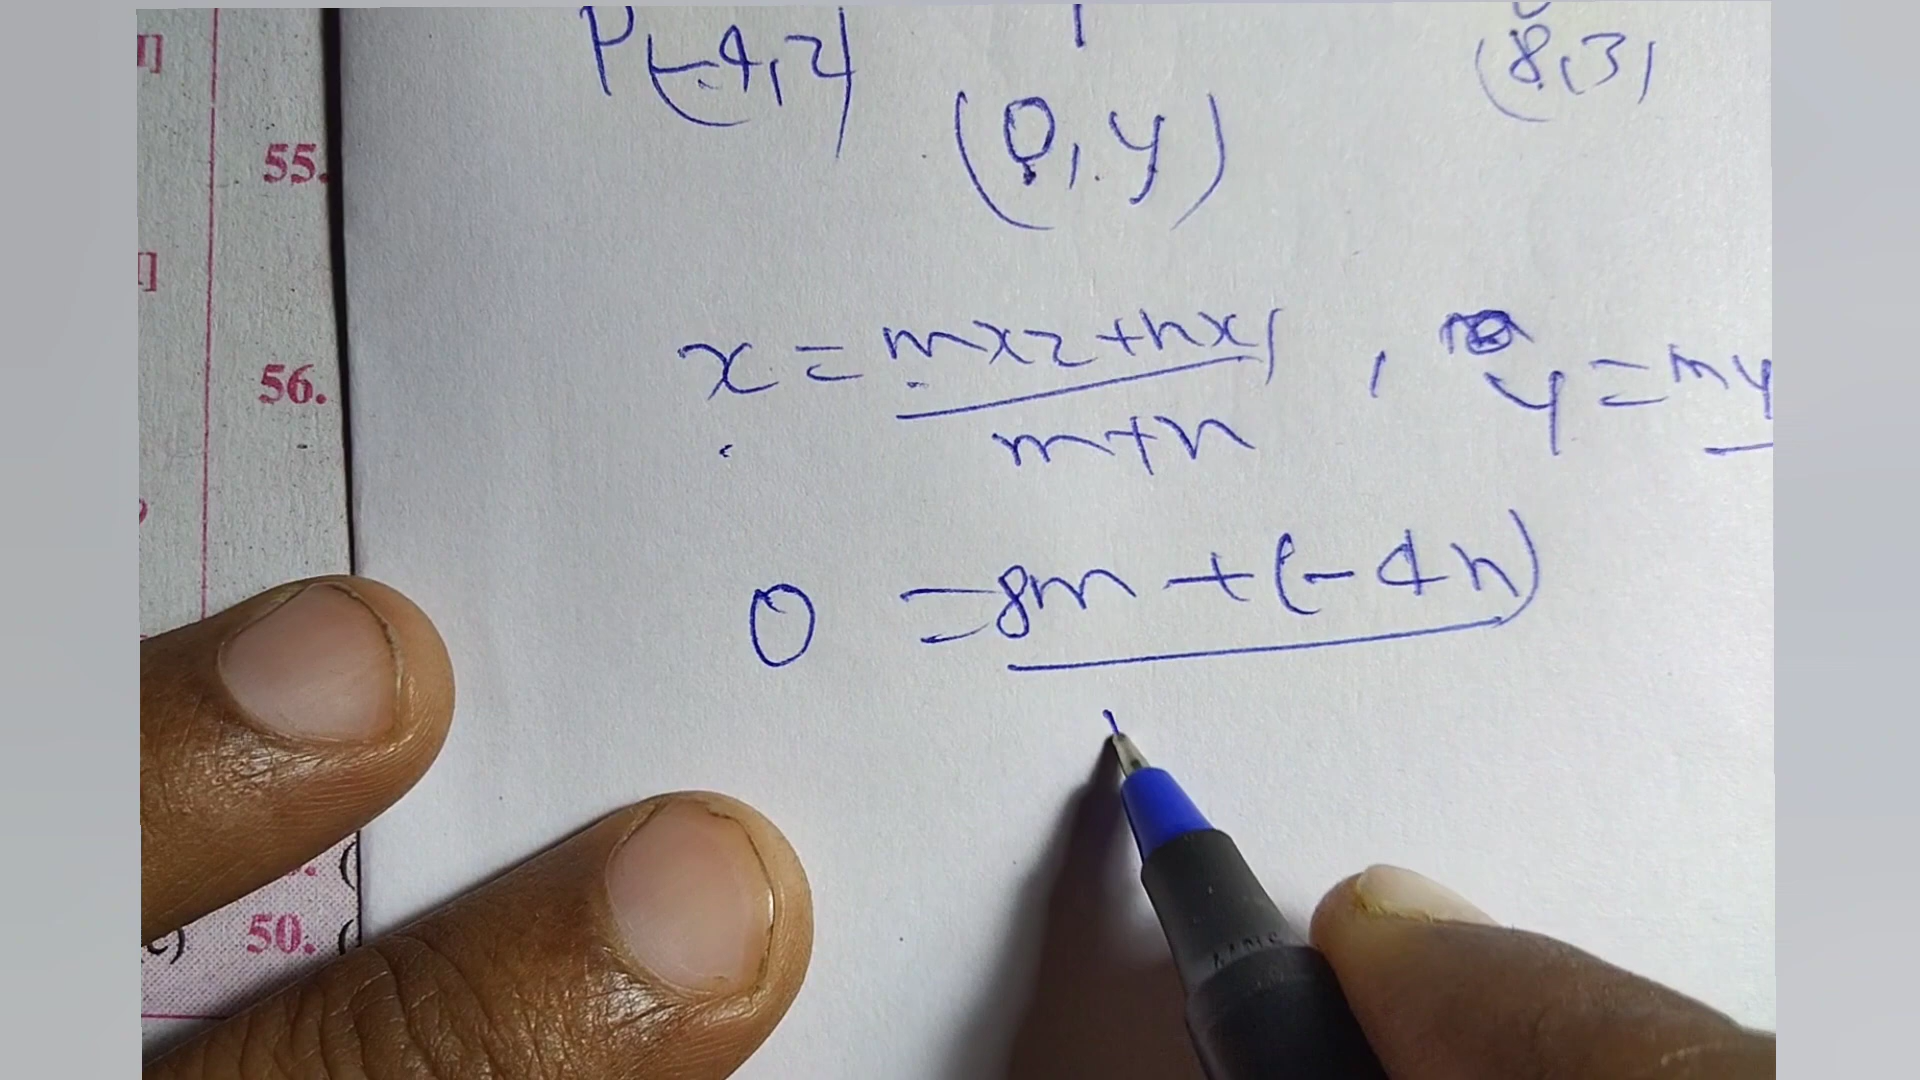 P(-4,2) (8,3)
(0, y)
55.
x = mx2+nx1 / m+n , y = my
56.
0 = 8m + (-4n)
50.